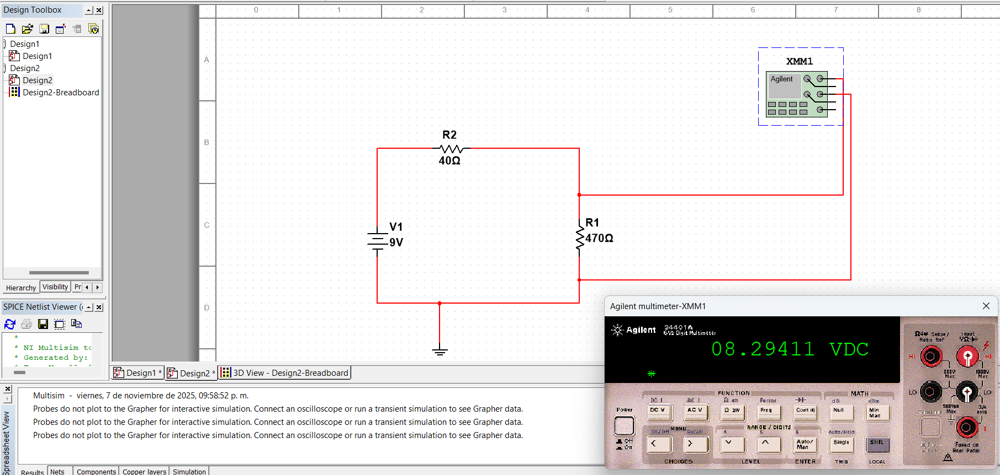 Design Toolbox
Design1
Design1
Design2
Design2
Design2-Breadboard
Hierarchy Visibility Pr
SPICE Netlist Viewer (
*
* NI Multisim to
* Generated by:
0 1 2 3 4 5 6 7 8
A
B
C
D
XMM1
Agilent
R2
40Ω
V1
9V
R1
470Ω
Design1 * Design2 * 3D View - Design2-Breadboard
Multisim - viernes, 7 de noviembre de 2025, 09:58:52 p. m.
Probes do not plot to the Grapher for interactive simulation. Connect an oscilloscope or run a transient simulation to see Grapher data.
Probes do not plot to the Grapher for interactive simulation. Connect an oscilloscope or run a transient simulation to see Grapher data.
Probes do not plot to the Grapher for interactive simulation. Connect an oscilloscope or run a transient simulation to see Grapher data.
Spreadsheet View
Results Nets Components Copper layers Simulation
Agilent multimeter-XMM1
Agilent 34401A
6½ Digit Multimeter
08.29411 VDC
FUNCTION MATH
DC I AC I Ω 4W Period dB dBm
Power DC V AC V Ω 2W Freq Cont Null Min Max
On/Off MENU Recall RANGE / DIGITS Auto/Hold
4 5 6
< > Auto/Man Single Shift
Off
On
CHOICES LEVEL ENTER TRIG LOCAL
Ω4W Sense/
Ratio Ref
Input
VΩ
HI HI
200V
Max
1000V
Max
LO LO
500Vpk
Max
3A
RMS
Terminals
I
Front
Rear
Fused on
Rear Panel